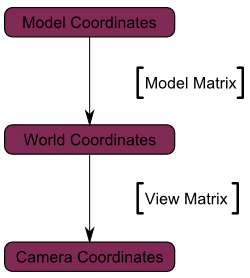 Model Coordinates
Model Matrix
World Coordinates
View Matrix
Camera Coordinates